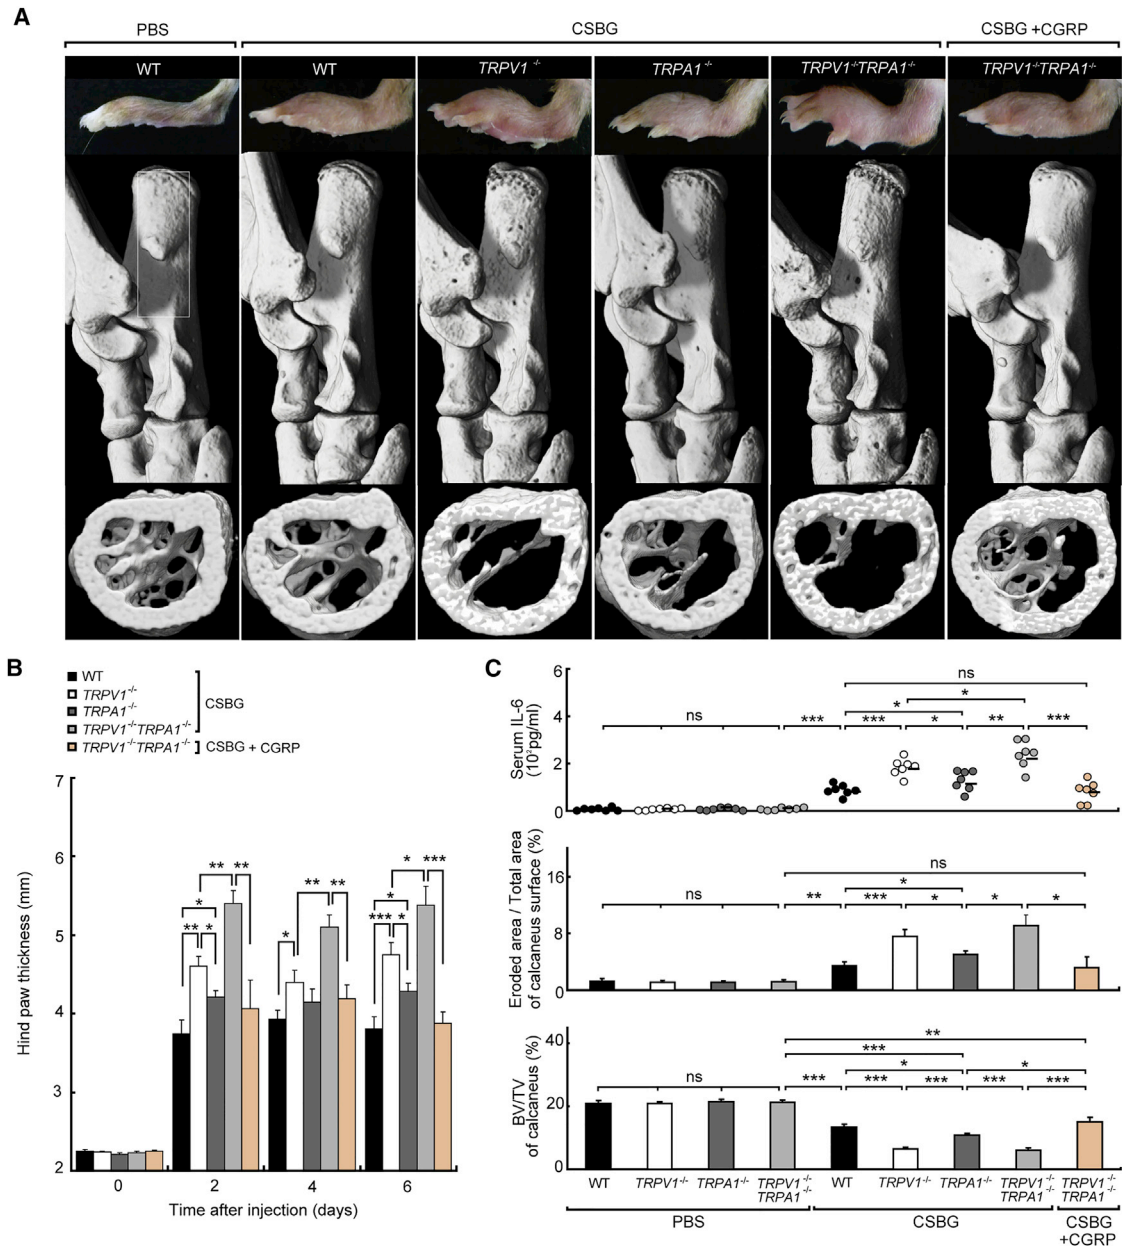 A
PBS CSBG CSBG +CGRP
WT WT TRPV1 -/- TRPA1 -/- TRPV1-/-TRPA1-/- TRPV1-/-TRPA1-/-
B
WT
TRPV1-/-
TRPA1-/-
TRPV1-/-TRPA1-/-
CSBG
TRPV1-/-TRPA1-/- CSBG + CGRP
Hind paw thickness (mm)
7
6
5
4
3
2
** ** * ***
** ** *
* *
** * * *** *
0 2 4 6
Time after injection (days)
C
Serum IL-6
(10²pg/ml)
6
4
2
0
ns
*
*
ns *** *** * ** ***
Eroded area / Total area
of calcaneus surface (%)
16
8
0
ns
*
ns ** *** * * *
BV/TV
of calcaneus (%)
40
20
0
**
***
* *
ns *** *** *** *** ***
WT TRPV1-/- TRPA1-/- TRPV1-/- WT TRPV1-/- TRPA1-/- TRPV1-/- TRPV1-/-
TRPA1-/- TRPA1-/- TRPA1-/-
PBS CSBG CSBG
+CGRP